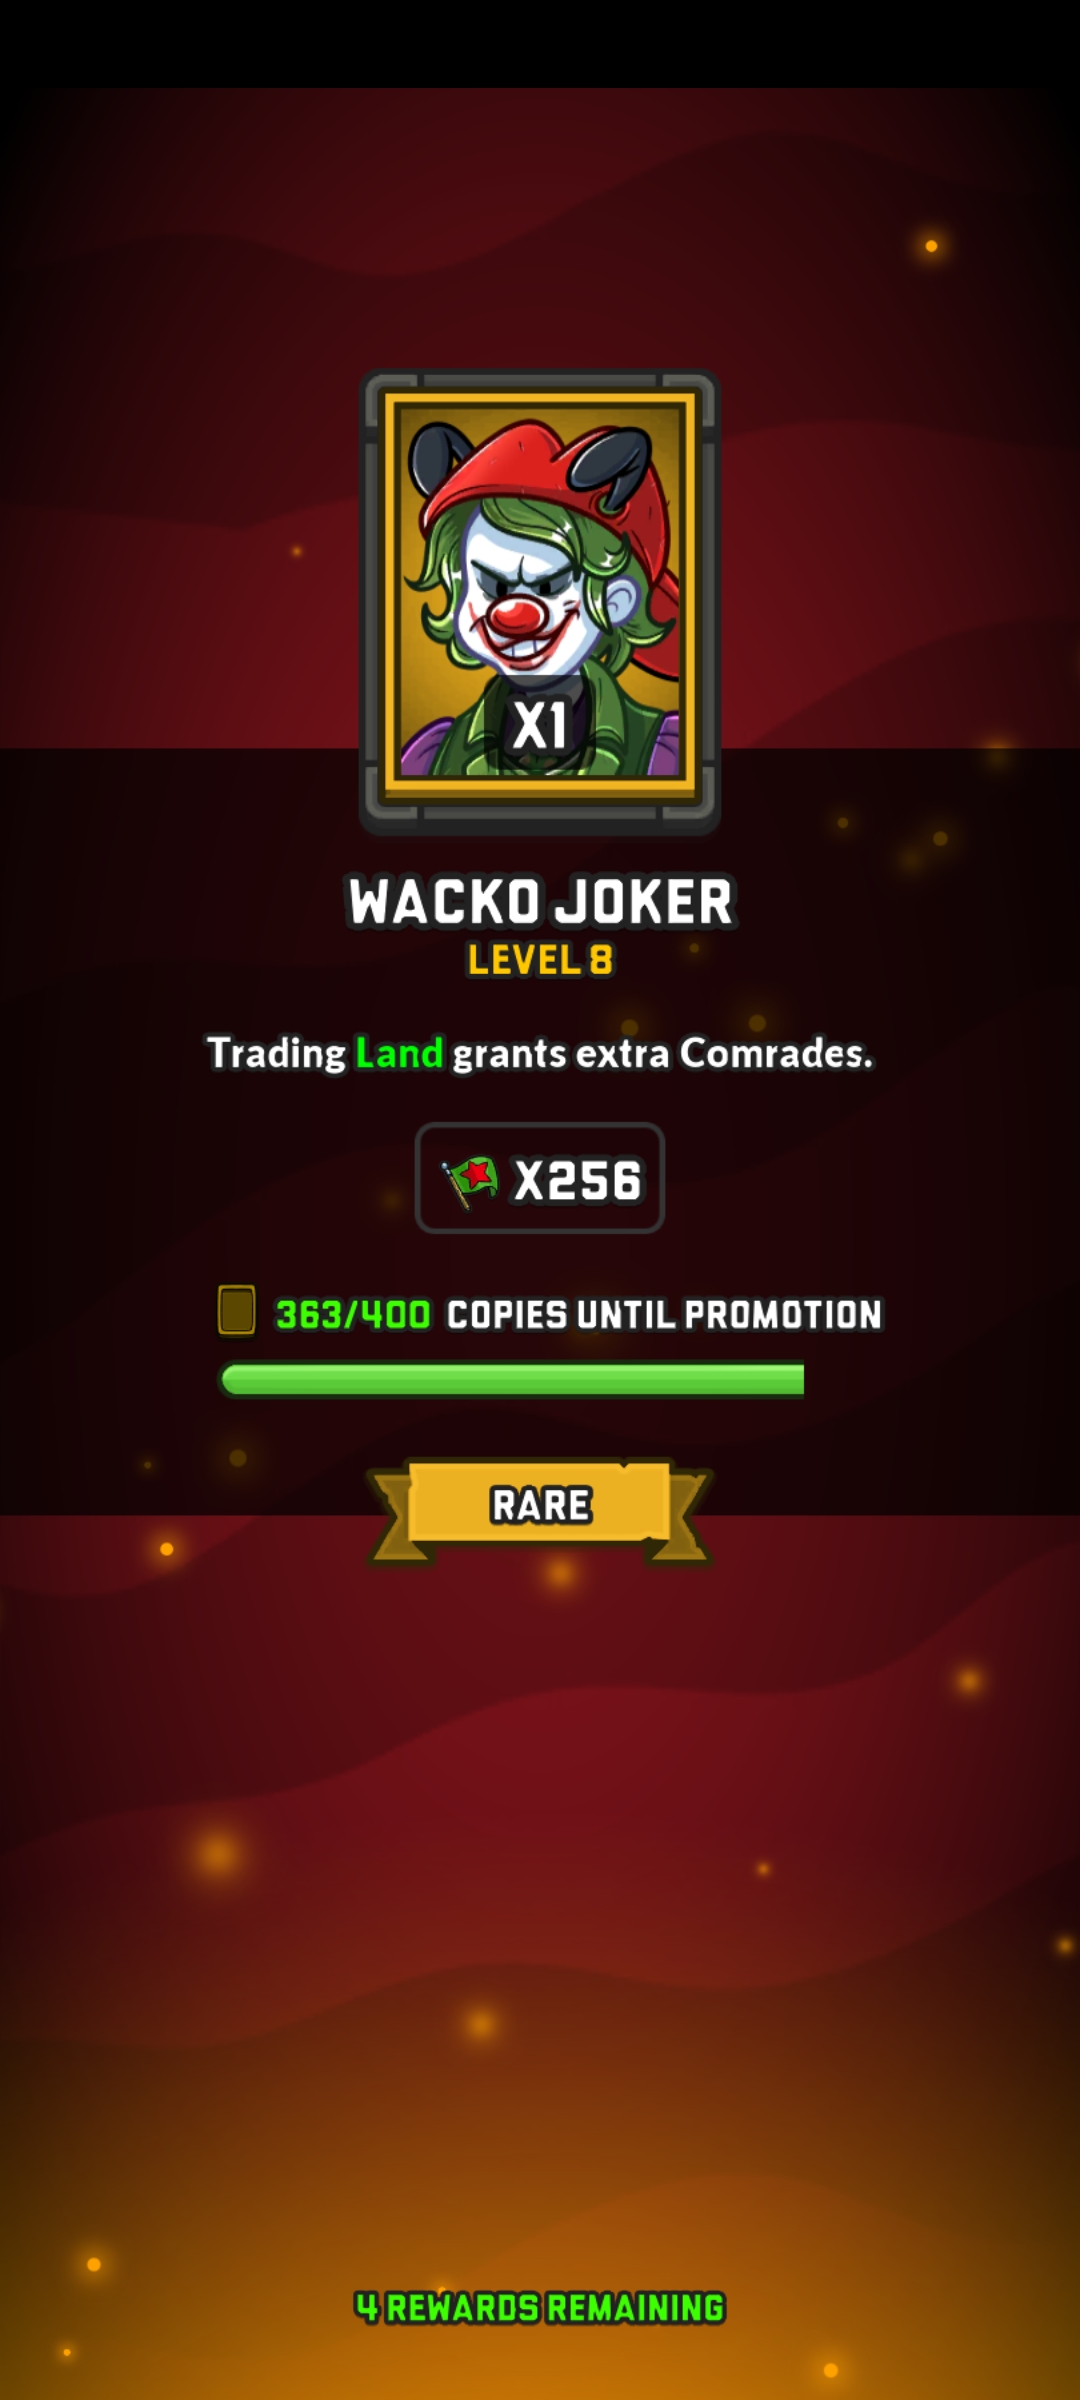 X1
WACKO JOKER
LEVEL 8
Trading Land grants extra Comrades.
X256
363/400 COPIES UNTIL PROMOTION
RARE
4 REWARDS REMAINING